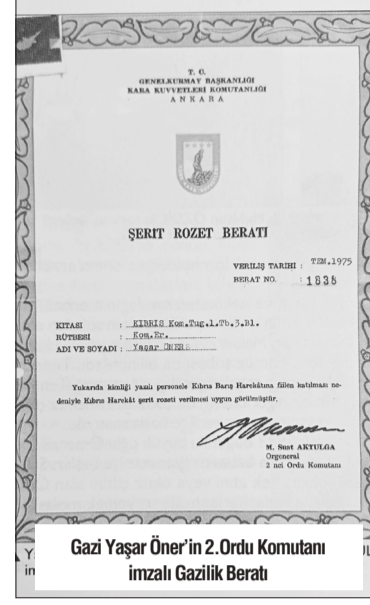 T. C.
GENELKURMAY BAŞKANLIĞI
KARA KUVVETLERİ KOMUTANLIĞI
ANKARA
ŞERİT ROZET BERATI
VERİLİŞ TARİHİ : TEM.1975
BERAT NO. : 1838
KITASI : KIBRIS Kom.Tug.1.Tb.3.Bl.
RÜTBESİ : Kom.Er.
ADI VE SOYADI : Yaşar ÖNER
Yukarıda kimliği yazılı personele Kıbrıs Barış Harekâtına fiilen katılması ne-
deniyle Kıbrıs Harekât şerit rozeti verilmesi uygun görülmüştür.
M. Suat AKTULGA
Orgeneral
2 nci Ordu Komutanı
Gazi Yaşar Öner'in 2.Ordu Komutanı
imzalı Gazilik Beratı